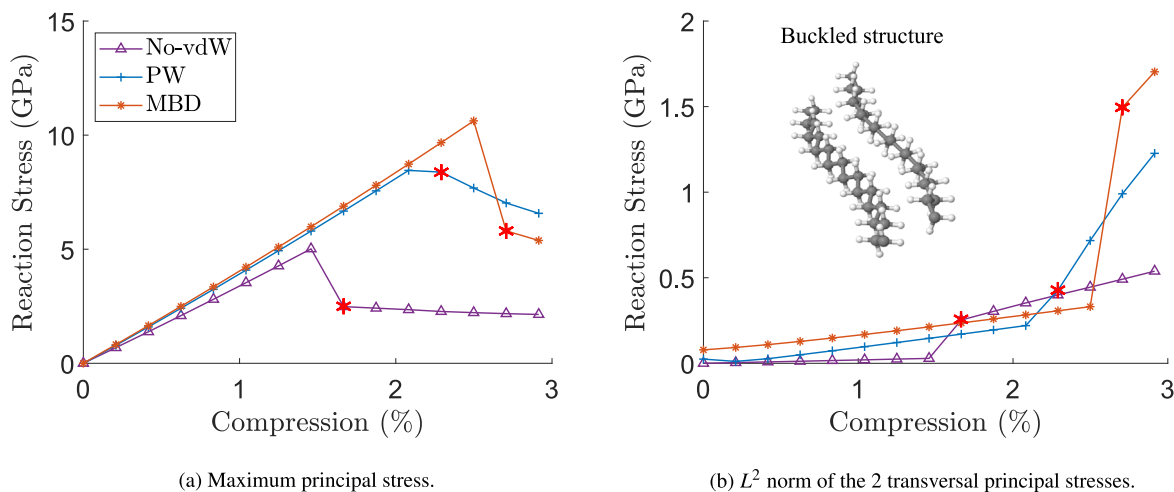 15
10
5
0
Reaction Stress (GPa)
No-vdW
PW
MBD
0
1
2
3
Compression (%)
(a) Maximum principal stress.
2
1.5
1
0.5
0
Reaction Stress (GPa)
Buckled structure
0
1
2
3
Compression (%)
(b) L² norm of the 2 transversal principal stresses.